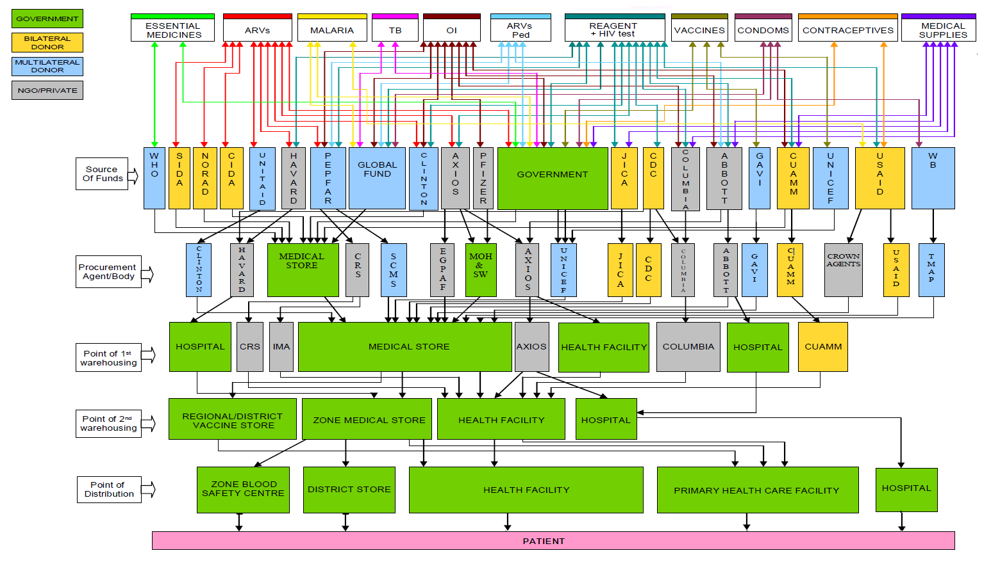 GOVERNMENT
BILATERAL
DONOR
MULTILATERAL
DONOR
NGO/PRIVATE
ESSENTIAL
MEDICINES
ARVs
MALARIA
TB
OI
ARVs
Ped
REAGENT
+ HIV test
VACCINES
CONDOMS
CONTRACEPTIVES
MEDICAL
SUPPLIES
Source
Of Funds
WHO
SIDA
NORAD
CIDA
UNITAID
HAVARD
PEPFAR
GLOBAL
FUND
CLINTON
AXIOS
PFIZER
GOVERNMENT
JICA
CDC
COLUMBIA
ABBOTT
GAVI
CUAMM
UNICEF
USAID
WB
Procurement
Agent/Body
CLINTON
HAVARD
MEDICAL
STORE
CRS
SCMS
EGPAF
MOH
&
SW
AXIOS
UNICEF
JICA
CDC
COLUMBIA
ABBOTT
GAVI
CUAMM
CROWN
AGENTS
USAID
TMAP
Point of 1st
warehousing
HOSPITAL
CRS
IMA
MEDICAL STORE
AXIOS
HEALTH FACILITY
COLUMBIA
HOSPITAL
CUAMM
Point of 2nd
warehousing
REGIONAL/DISTRICT
VACCINE STORE
ZONE MEDICAL STORE
HEALTH FACILITY
HOSPITAL
Point of
Distribution
ZONE BLOOD
SAFETY CENTRE
DISTRICT STORE
HEALTH FACILITY
PRIMARY HEALTH CARE FACILITY
HOSPITAL
PATIENT